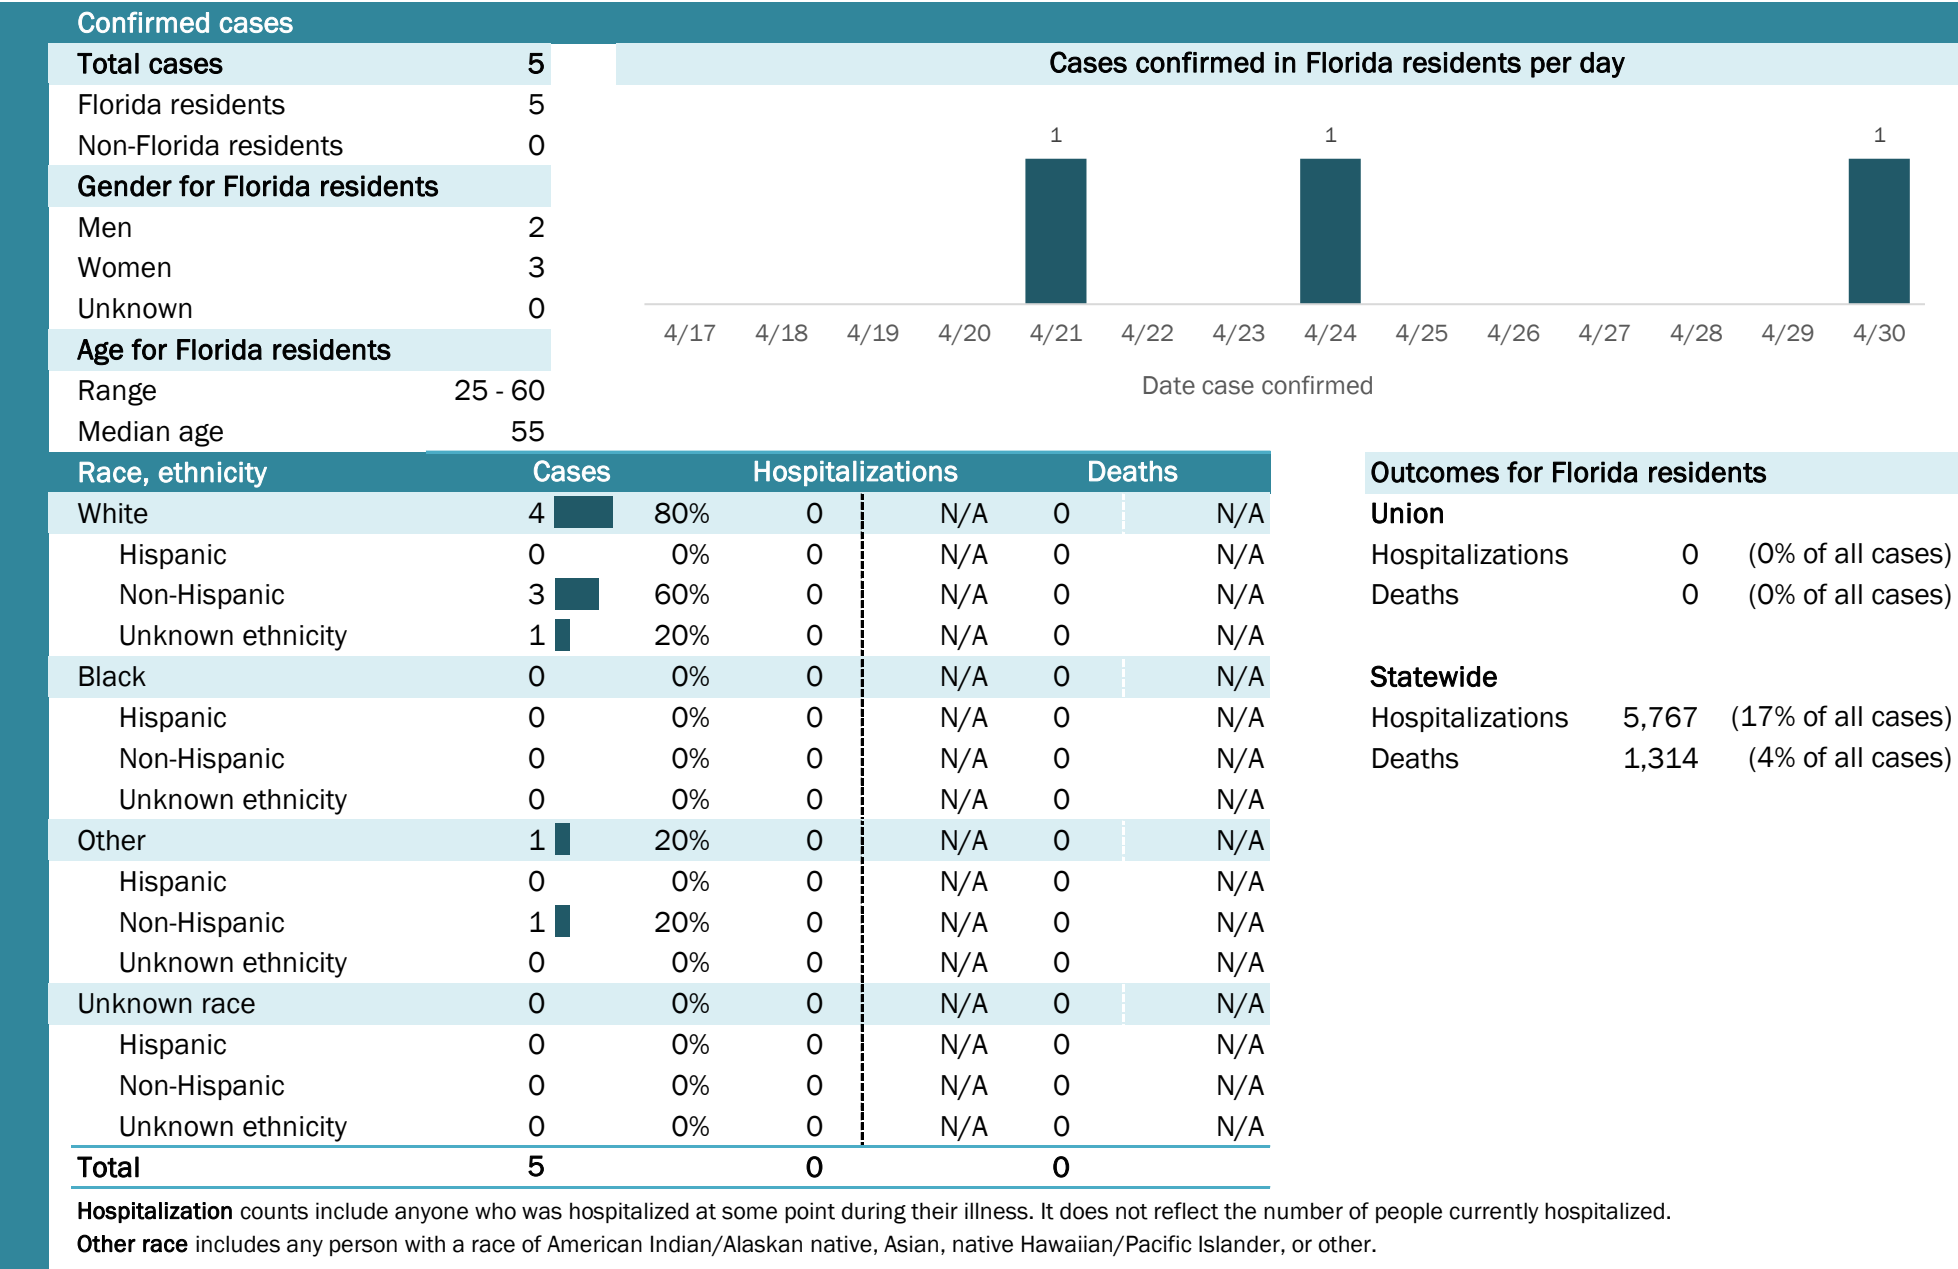 Confirmed cases
Total cases 5
Florida residents 5
Non-Florida residents 0
Gender for Florida residents
Men 2
Women 3
Unknown 0
Age for Florida residents
Range 25 - 60
Median age 55
Cases confirmed in Florida residents per day
1 1 1
4/17 4/18 4/19 4/20 4/21 4/22 4/23 4/24 4/25 4/26 4/27 4/28 4/29 4/30
Date case confirmed
Race, ethnicity Cases Hospitalizations Deaths
White 4 80% 0 N/A 0 N/A
Hispanic 0 0% 0 N/A 0 N/A
Non-Hispanic 3 60% 0 N/A 0 N/A
Unknown ethnicity 1 20% 0 N/A 0 N/A
Black 0 0% 0 N/A 0 N/A
Hispanic 0 0% 0 N/A 0 N/A
Non-Hispanic 0 0% 0 N/A 0 N/A
Unknown ethnicity 0 0% 0 N/A 0 N/A
Other 1 20% 0 N/A 0 N/A
Hispanic 0 0% 0 N/A 0 N/A
Non-Hispanic 1 20% 0 N/A 0 N/A
Unknown ethnicity 0 0% 0 N/A 0 N/A
Unknown race 0 0% 0 N/A 0 N/A
Hispanic 0 0% 0 N/A 0 N/A
Non-Hispanic 0 0% 0 N/A 0 N/A
Unknown ethnicity 0 0% 0 N/A 0 N/A
Total 5 0 0
Outcomes for Florida residents
Union
Hospitalizations 0 (0% of all cases)
Deaths 0 (0% of all cases)
Statewide
Hospitalizations 5,767 (17% of all cases)
Deaths 1,314 (4% of all cases)
Hospitalization counts include anyone who was hospitalized at some point during their illness. It does not reflect the number of people currently hospitalized.
Other race includes any person with a race of American Indian/Alaskan native, Asian, native Hawaiian/Pacific Islander, or other.